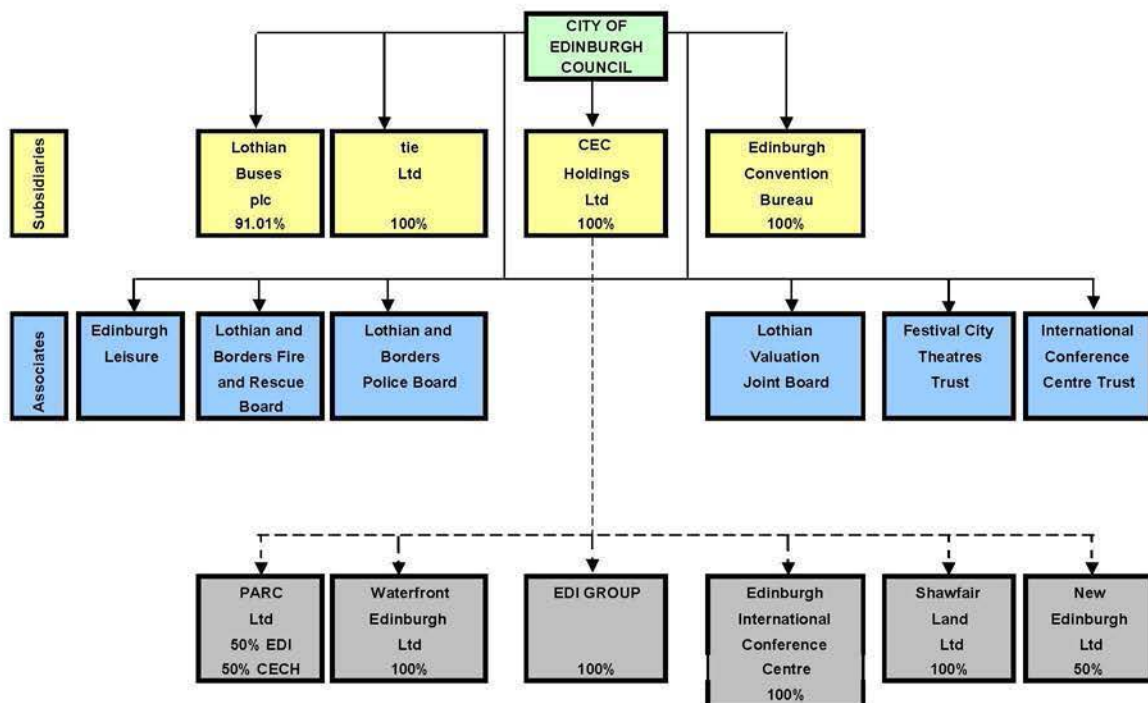 CITY OF
EDINBURGH
COUNCIL
Subsidiaries
Lothian
Buses
plc
91.01%
tie
Ltd
100%
CEC
Holdings
Ltd
100%
Edinburgh
Convention
Bureau
100%
Associates
Edinburgh
Leisure
Lothian and
Borders Fire
and Rescue
Board
Lothian and
Borders
Police Board
Lothian
Valuation
Joint Board
Festival City
Theatres
Trust
International
Conference
Centre Trust
PARC
Ltd
50% EDI
50% CECH
Waterfront
Edinburgh
Ltd
100%
EDI GROUP
100%
Edinburgh
International
Conference
Centre
100%
Shawfair
Land
Ltd
100%
New
Edinburgh
Ltd
50%